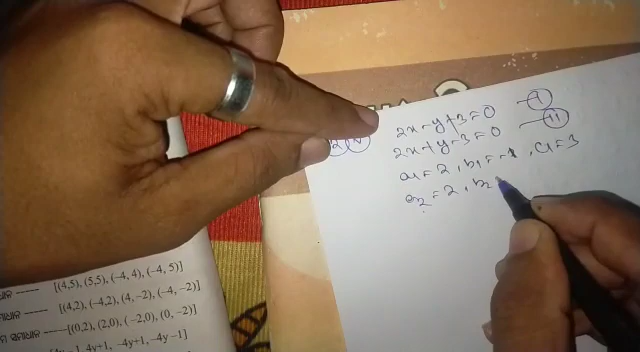 2x-y+3=0 —(I)
2x+y-3=0 —(II)
a1=2, b1=-1, c1=3
a2=2, b2
[(4,5), (5,5), (−4, 4), (−4, 5)]
ସମାଧାନ —— [(4,2), (−4,2), (4, −2), (−4, −2)]
ର ସମାଧାନ ——[(0,2), (2,0), (−2,0), (0, −2)]
4y+1, −4y+1, −4y−1]